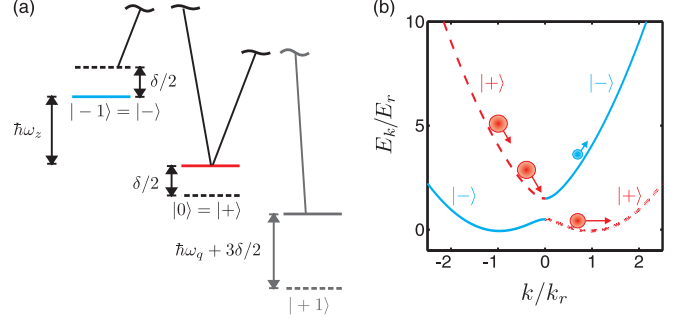 (a)
δ/2
|−1⟩ = |−⟩
ħω_z
δ/2
|0⟩ = |+⟩
ħω_q + 3δ/2
|+1⟩
(b)
10
5
0
E_k/E_r
|+⟩
|−⟩
|−⟩
|+⟩
-2 -1 0 1 2
k/k_r